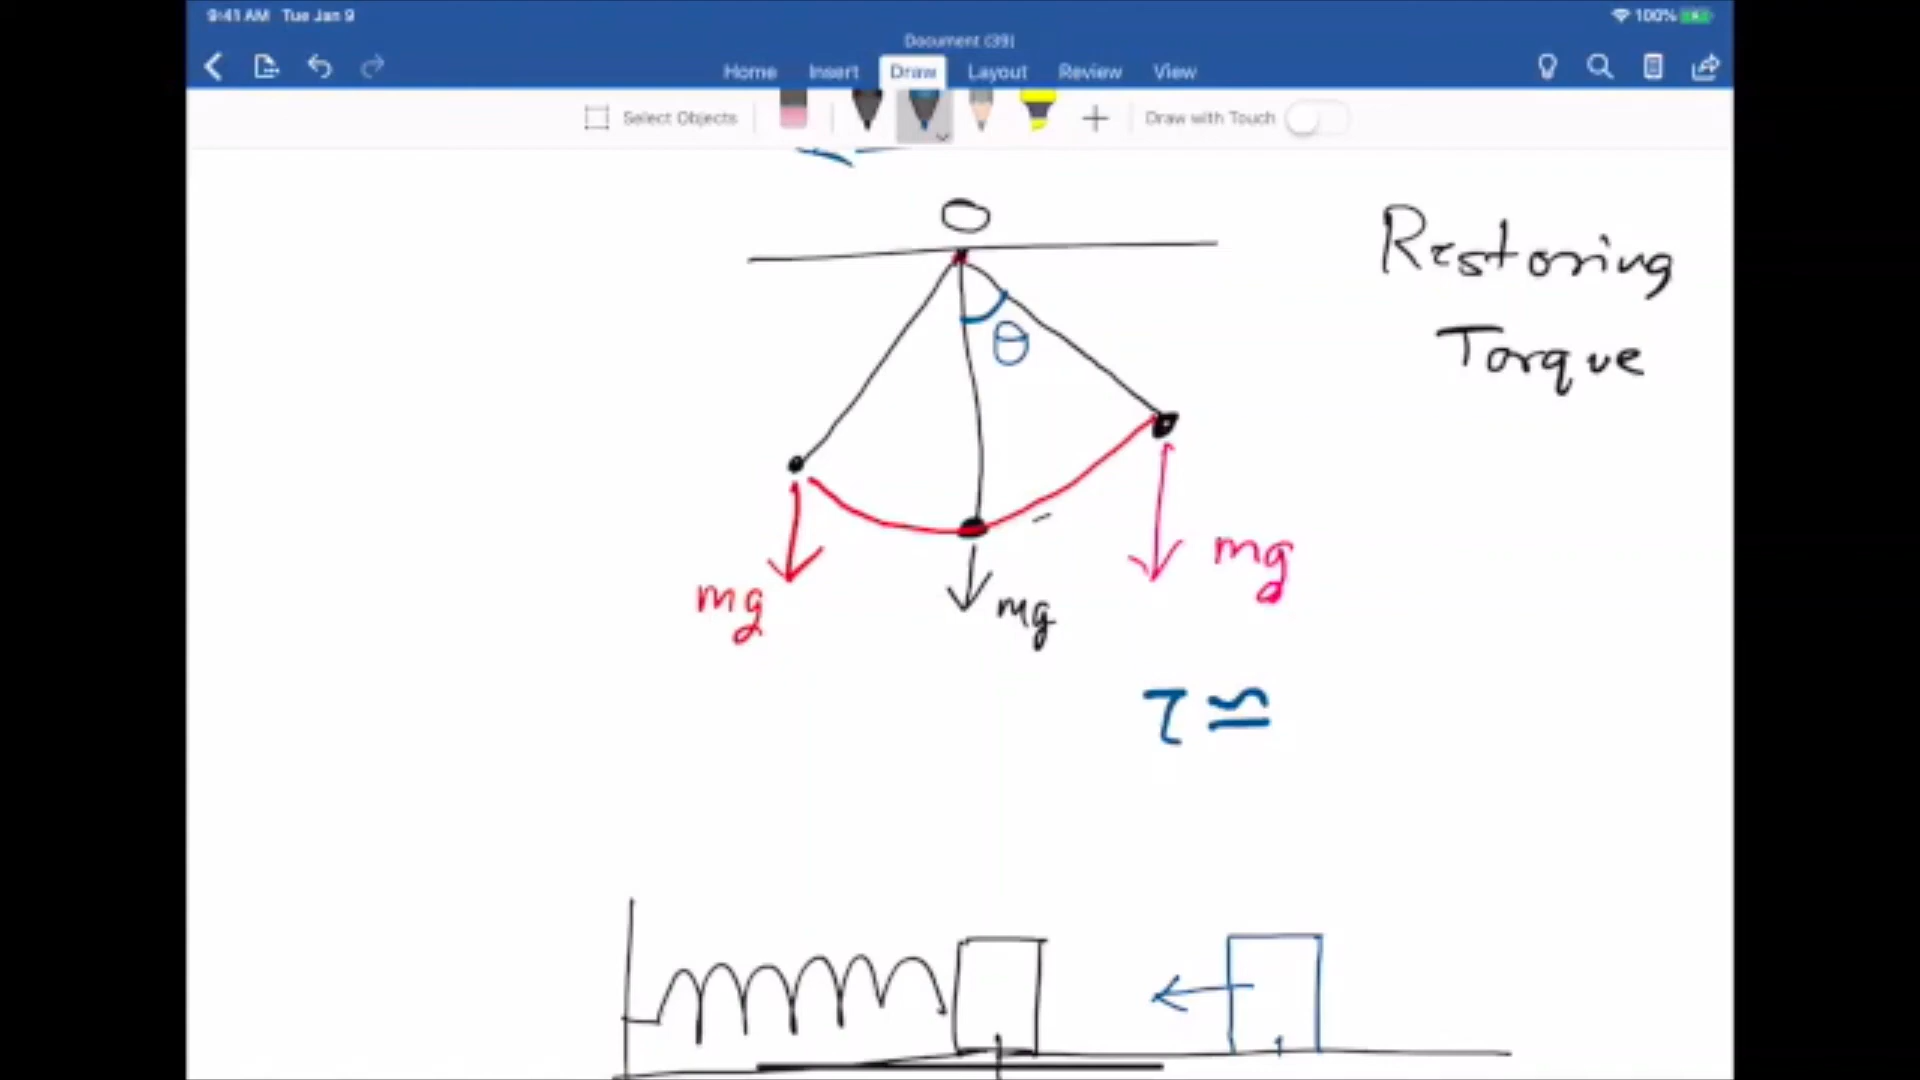 9:41 AM Tue Jan 9
100%
Document (39)
Home Insert Draw Layout Review View
Select Objects
Draw with Touch
O
Restoring
θ
Torque
mg
mg
mg
τ ≌